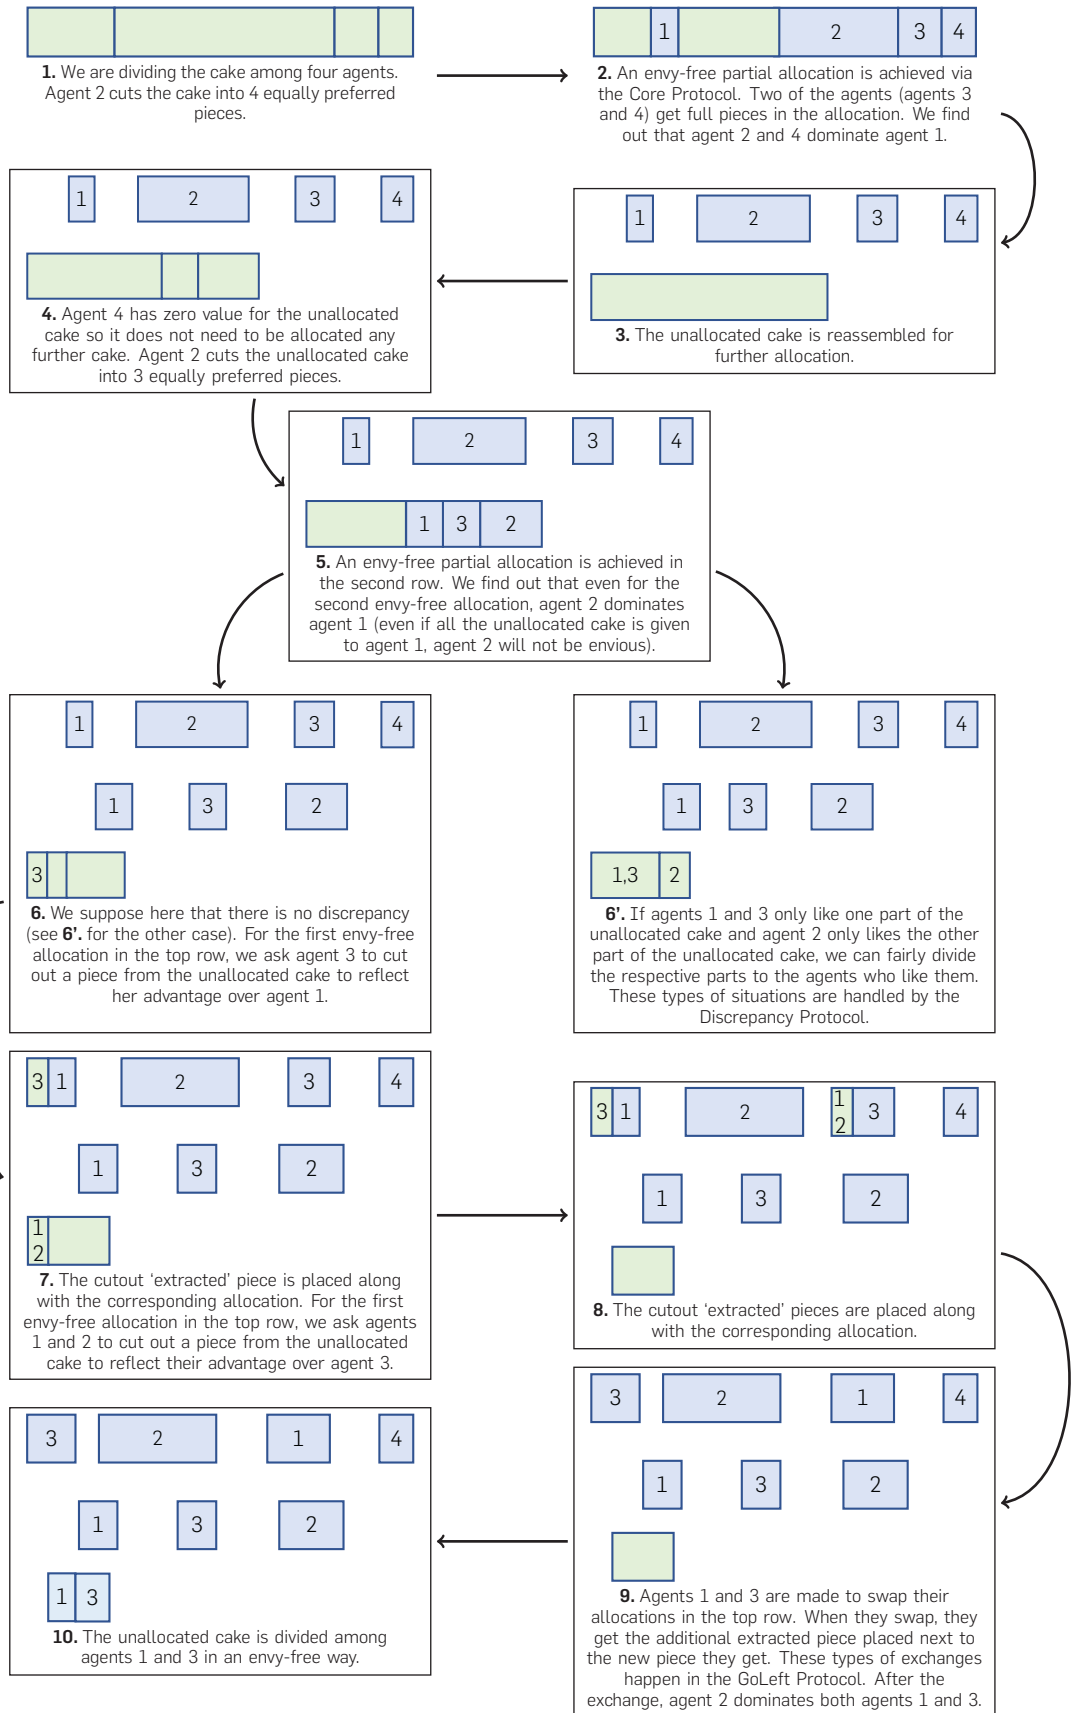 1. We are dividing the cake among four agents.
Agent 2 cuts the cake into 4 equally preferred
pieces.
1 2 3 4
2. An envy-free partial allocation is achieved via
the Core Protocol. Two of the agents (agents 3
and 4) get full pieces in the allocation. We find
out that agent 2 and 4 dominate agent 1.
1 2 3 4
3. The unallocated cake is reassembled for
further allocation.
1 2 3 4
4. Agent 4 has zero value for the unallocated
cake so it does not need to be allocated any
further cake. Agent 2 cuts the unallocated cake
into 3 equally preferred pieces.
1 2 3 4
1 3 2
5. An envy-free partial allocation is achieved in
the second row. We find out that even for the
second envy-free allocation, agent 2 dominates
agent 1 (even if all the unallocated cake is given
to agent 1, agent 2 will not be envious).
1 2 3 4
1 3 2
3
6. We suppose here that there is no discrepancy
(see 6'. for the other case). For the first envy-free
allocation in the top row, we ask agent 3 to cut
out a piece from the unallocated cake to reflect
her advantage over agent 1.
1 2 3 4
1 3 2
1,3 2
6'. If agents 1 and 3 only like one part of the
unallocated cake and agent 2 only likes the other
part of the unallocated cake, we can fairly divide
the respective parts to the agents who like them.
These types of situations are handled by the
Discrepancy Protocol.
3 1 2 3 4
1 3 2
1
2
7. The cutout ‘extracted’ piece is placed along
with the corresponding allocation. For the first
envy-free allocation in the top row, we ask agents
1 and 2 to cut out a piece from the unallocated
cake to reflect their advantage over agent 3.
3 1 2 1 3 4
2
1 3 2
8. The cutout ‘extracted’ pieces are placed along
with the corresponding allocation.
3 2 1 4
1 3 2
9. Agents 1 and 3 are made to swap their
allocations in the top row. When they swap, they
get the additional extracted piece placed next to
the new piece they get. These types of exchanges
happen in the GoLeft Protocol. After the
exchange, agent 2 dominates both agents 1 and 3.
3 2 1 4
1 3 2
1 3
10. The unallocated cake is divided among
agents 1 and 3 in an envy-free way.